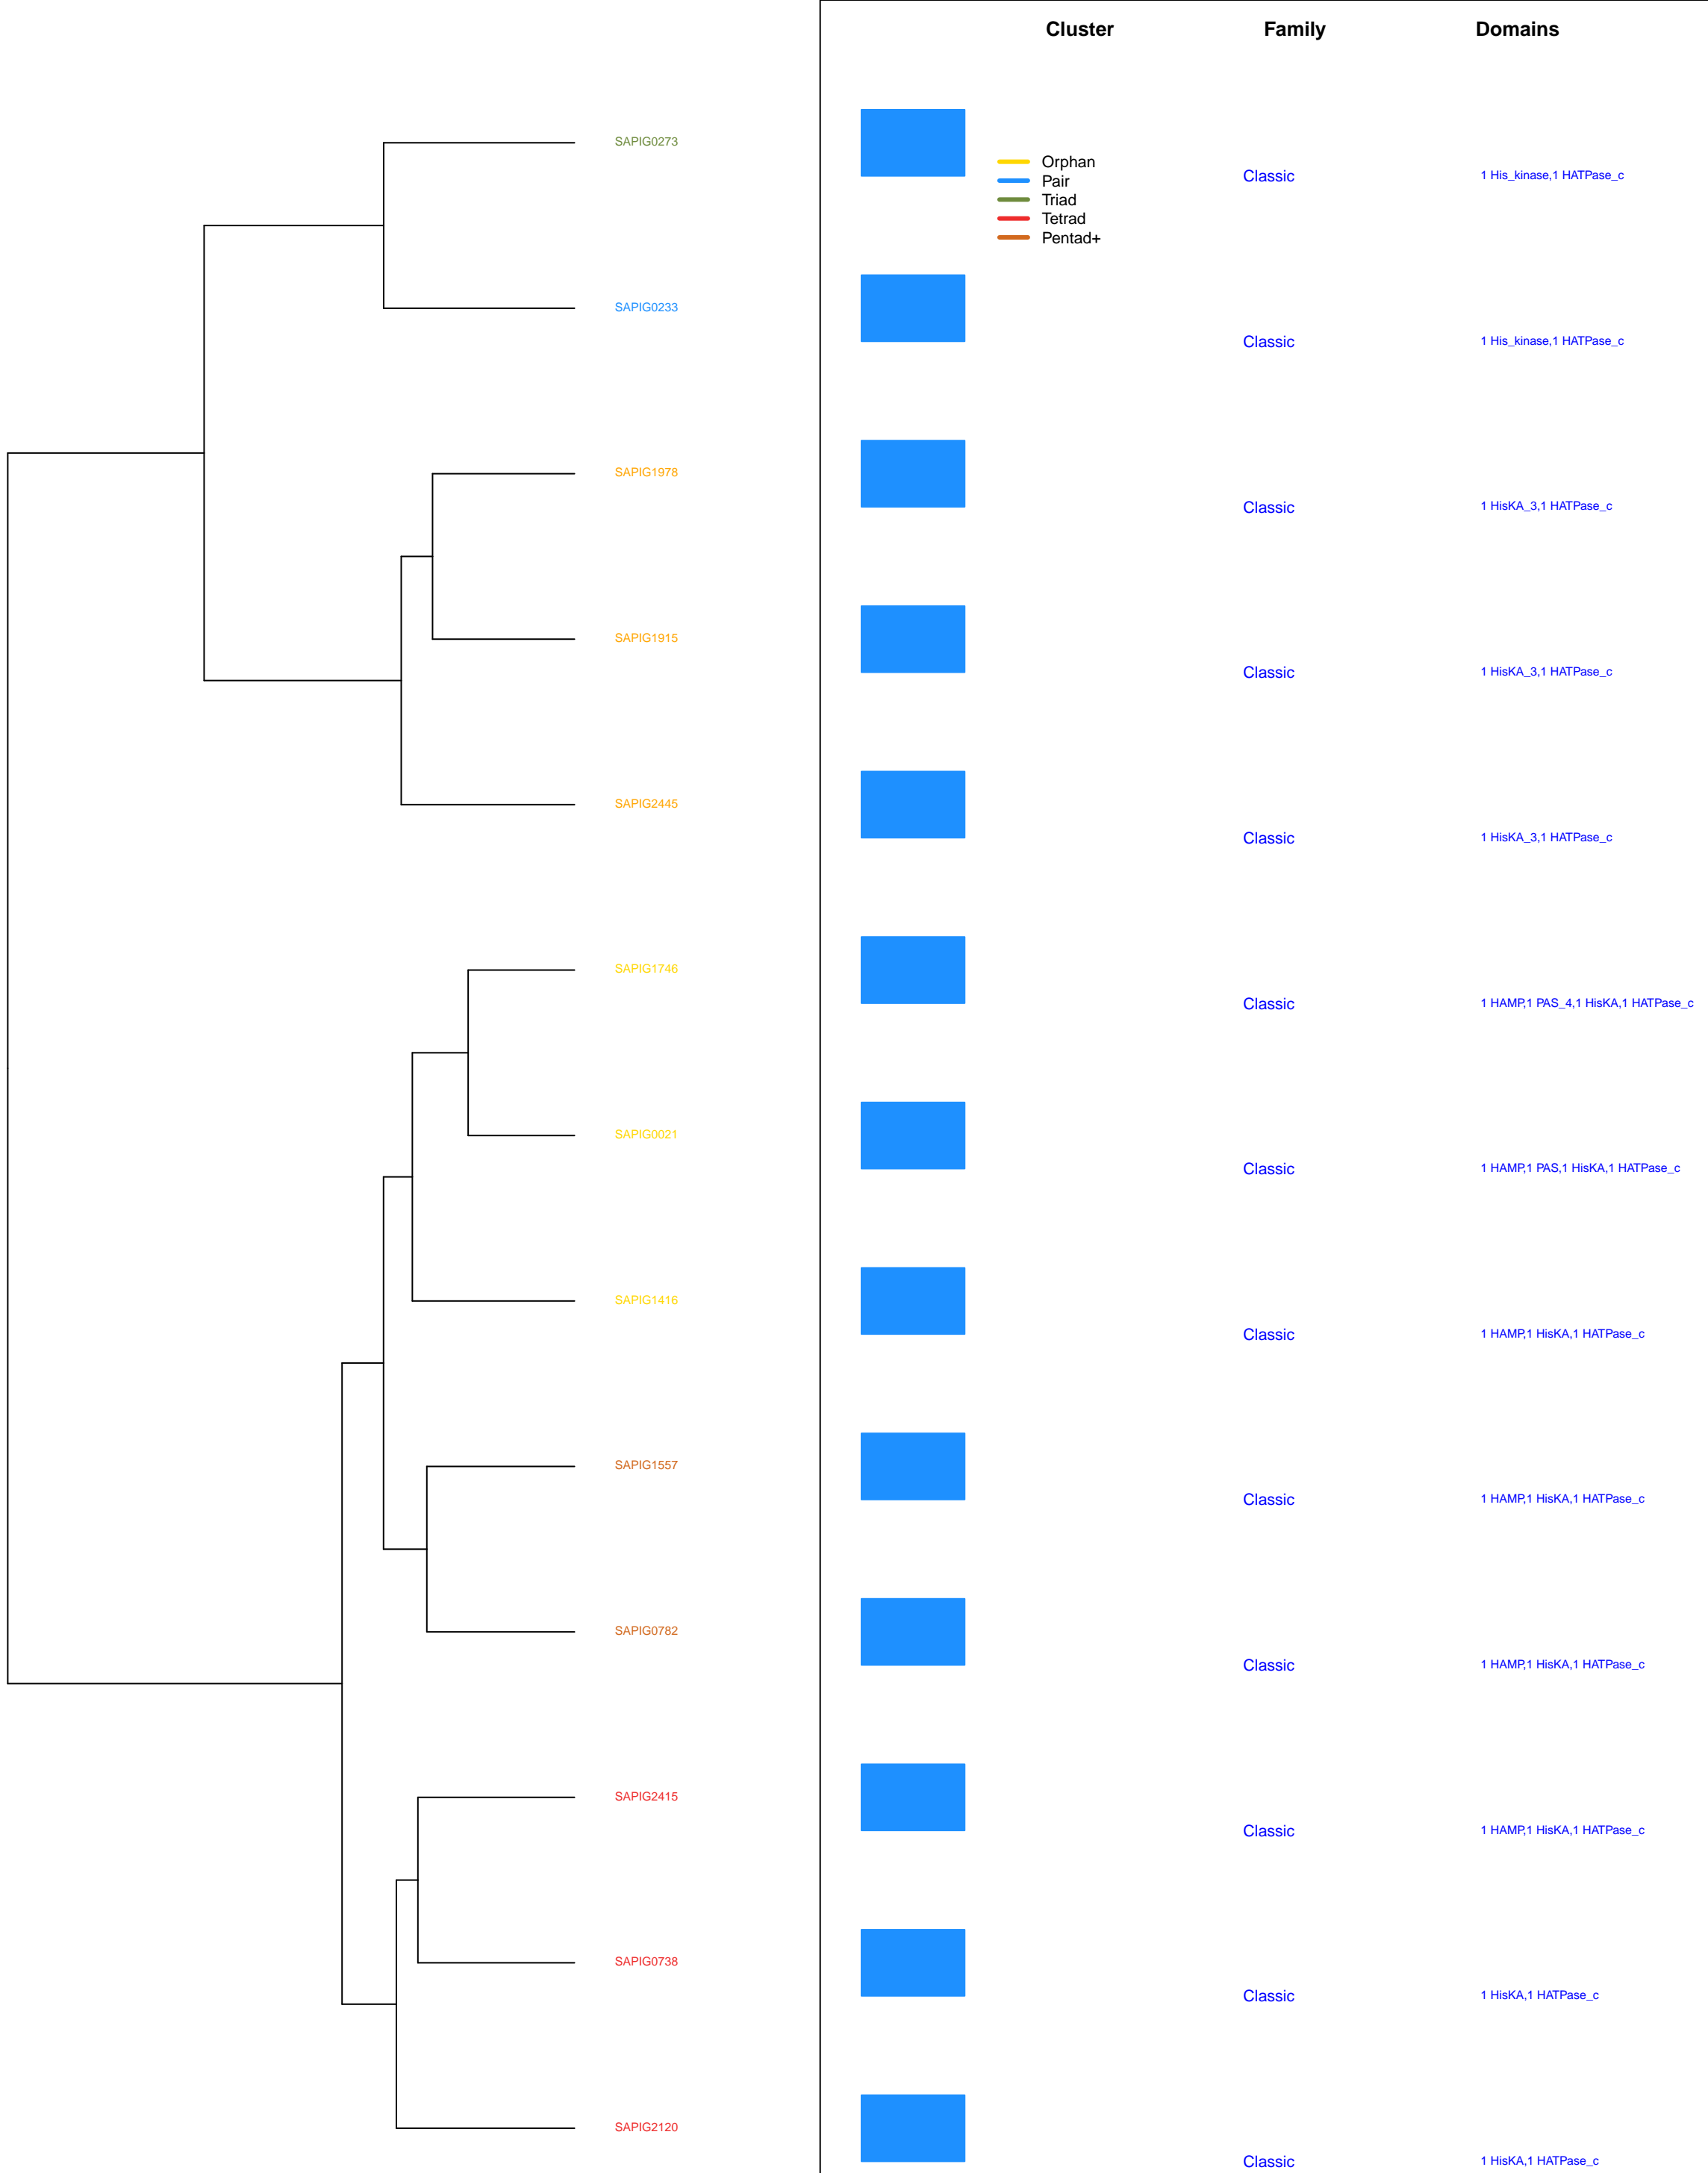 Cluster Family Domains
SAPIG0273
Orphan
Pair
Triad
Tetrad
Pentad+
Classic 1 His_kinase,1 HATPase_c
SAPIG0233
Classic 1 His_kinase,1 HATPase_c
SAPIG1978
Classic 1 HisKA_3,1 HATPase_c
SAPIG1915
Classic 1 HisKA_3,1 HATPase_c
SAPIG2445
Classic 1 HisKA_3,1 HATPase_c
SAPIG1746
Classic 1 HAMP,1 PAS_4,1 HisKA,1 HATPase_c
SAPIG0021
Classic 1 HAMP,1 PAS,1 HisKA,1 HATPase_c
SAPIG1416
Classic 1 HAMP,1 HisKA,1 HATPase_c
SAPIG1557
Classic 1 HAMP,1 HisKA,1 HATPase_c
SAPIG0782
Classic 1 HAMP,1 HisKA,1 HATPase_c
SAPIG2415
Classic 1 HAMP,1 HisKA,1 HATPase_c
SAPIG0738
Classic 1 HisKA,1 HATPase_c
SAPIG2120
Classic 1 HisKA,1 HATPase_c